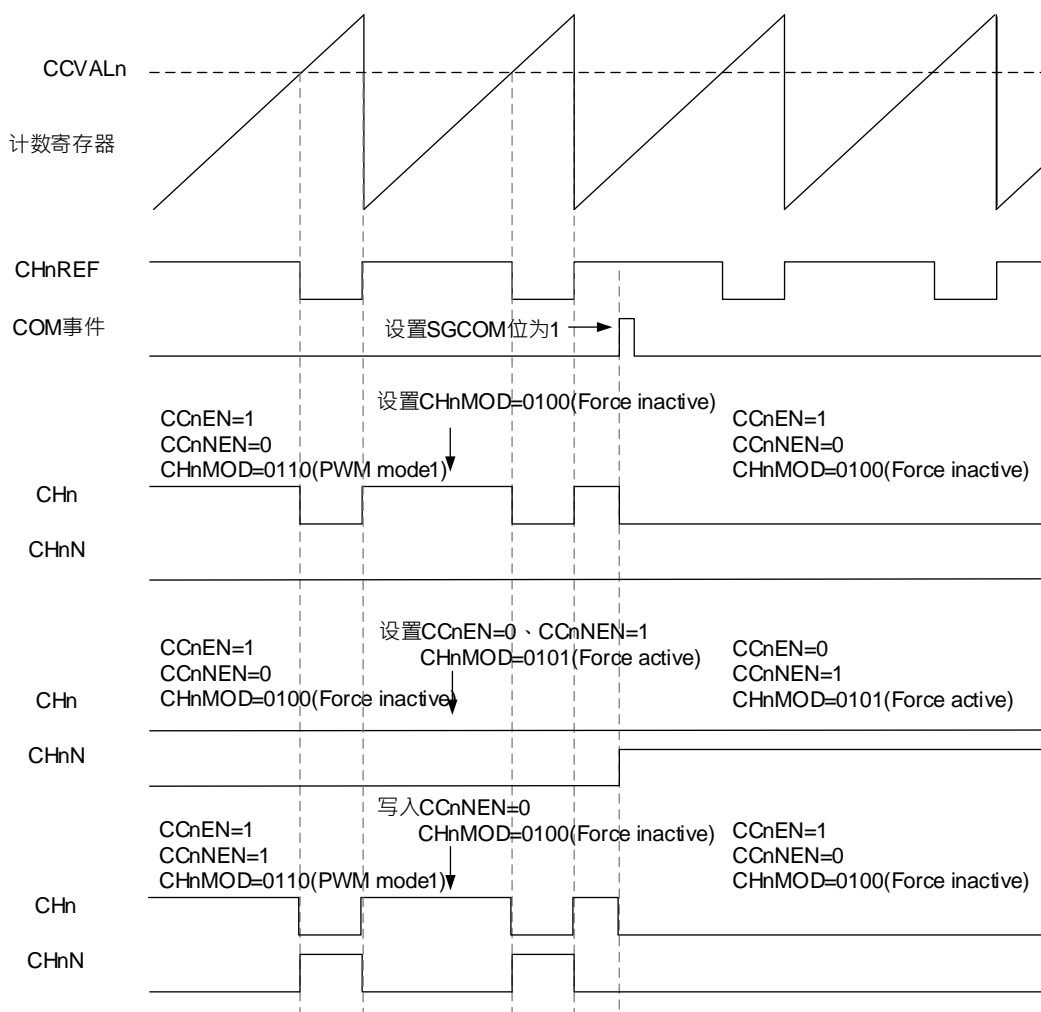 CCVALn
计数寄存器
CHnREF
COM事件
设置SGCOM位为1
设置CHnMOD=0100(Force inactive)
CCnEN=1
CCnNEN=0
CHnMOD=0110(PWM mode1)
CCnEN=1
CCnNEN=0
CHnMOD=0100(Force inactive)
CHn
CHnN
设置CCnEN=0、CCnNEN=1
CHnMOD=0101(Force active)
CCnEN=1
CCnNEN=0
CHnMOD=0100(Force inactive)
CCnEN=0
CCnNEN=1
CHnMOD=0101(Force active)
CHn
CHnN
写入CCnNEN=0
CHnMOD=0100(Force inactive)
CCnEN=1
CCnNEN=1
CHnMOD=0110(PWM mode1)
CCnEN=1
CCnNEN=0
CHnMOD=0100(Force inactive)
CHn
CHnN